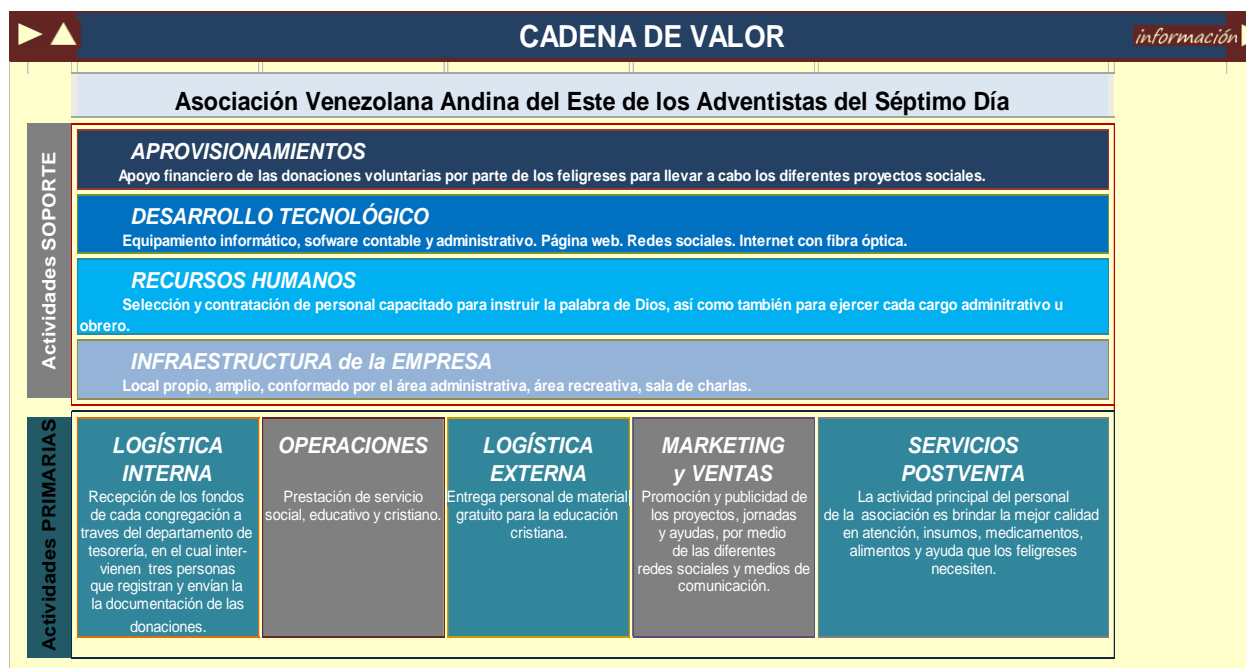 CADENA DE VALOR
información
Asociación Venezolana Andina del Este de los Adventistas del Séptimo Día
Actividades SOPORTE
APROVISIONAMIENTOS
Apoyo financiero de las donaciones voluntarias por parte de los feligreses para llevar a cabo los diferentes proyectos sociales.
DESARROLLO TECNOLÓGICO
Equipamiento informático, sofware contable y administrativo. Página web. Redes sociales. Internet con fibra óptica.
RECURSOS HUMANOS
Selección y contratación de personal capacitado para instruir la palabra de Dios, así como también para ejercer cada cargo adminitrativo u
obrero.
INFRAESTRUCTURA de la EMPRESA
Local propio, amplio, conformado por el área administrativa, área recreativa, sala de charlas.
Actividades PRIMARIAS
LOGÍSTICA
INTERNA
Recepción de los fondos
de cada congregación a
traves del departamento de
tesorería, en el cual inter-
vienen tres personas
que registran y envían la
la documentación de las
donaciones.
OPERACIONES
Prestación de servicio
social, educativo y cristiano.
LOGÍSTICA
EXTERNA
Entrega personal de material
gratuito para la educación
cristiana.
MARKETING
y VENTAS
Promoción y publicidad de
los proyectos, jornadas
y ayudas, por medio
de las diferentes
redes sociales y medios de
comunicación.
SERVICIOS
POSTVENTA
La actividad principal del personal
de la asociación es brindar la mejor calidad
en atención, insumos, medicamentos,
alimentos y ayuda que los feligreses
necesiten.